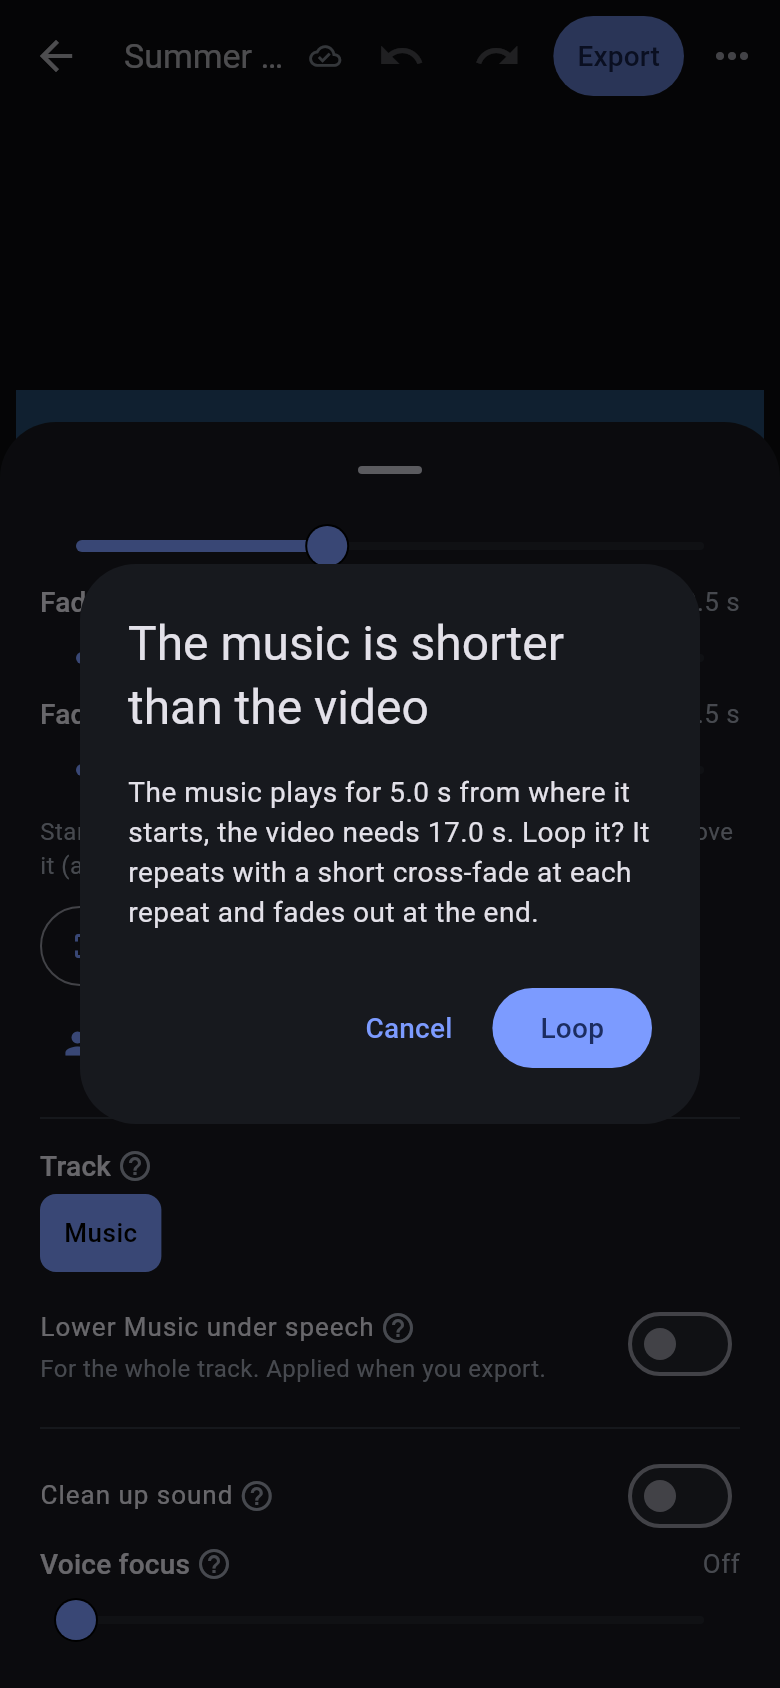 Summer ...
Export
The music is shorter
than the video
The music plays for 5.0 s from where it
starts, the video needs 17.0 s. Loop it? It
repeats with a short cross-fade at each
repeat and fades out at the end.
Cancel
Loop
Track
Music
Lower Music under speech
For the whole track. Applied when you export.
Clean up sound
Voice focus
Off